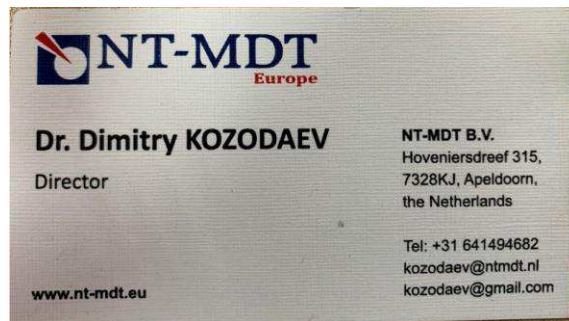 NT-MDT
Europe
Dr. Dimitry KOZODAEV
Director
www.nt-mdt.eu
NT-MDT B.V.
Hoveniersdreef 315,
7328KJ, Apeldoorn,
the Netherlands
Tel: +31 641494682
kozodaev@ntmdt.nl
kozodaev@gmail.com